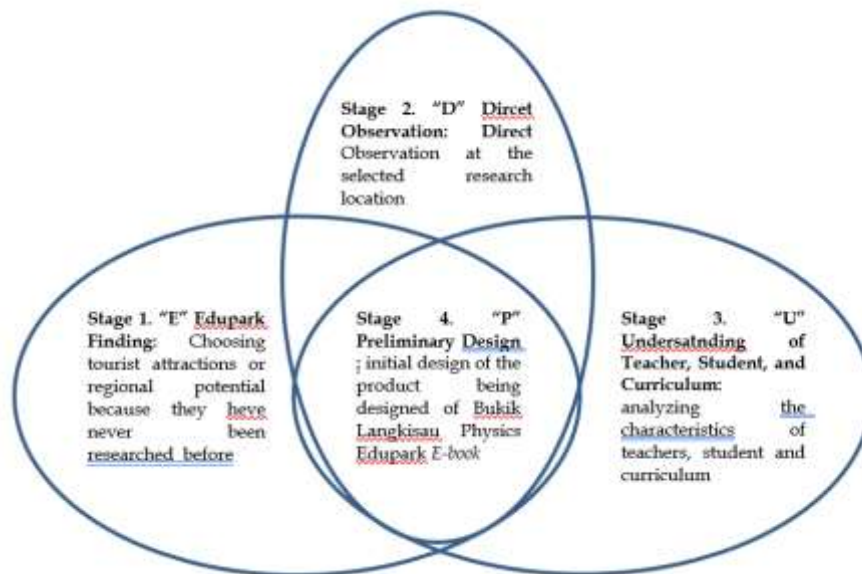 Stage 2. "D" Dircet
Observation: Direct
Observation at the
selected research
location
Stage 1. "E" Edupark
Finding: Choosing
tourist attractions or
regional potential
because they heve
never been
researched before
Stage 4. "P"
Preliminary Design
; initial design of the
product being
designed of Bukik
Langkisau Physics
Edupark E-book
Stage 3. "U"
Undersatnding of
Teacher, Student, and
Curriculum:
analyzing the
characteristics of
teachers, student and
curriculum